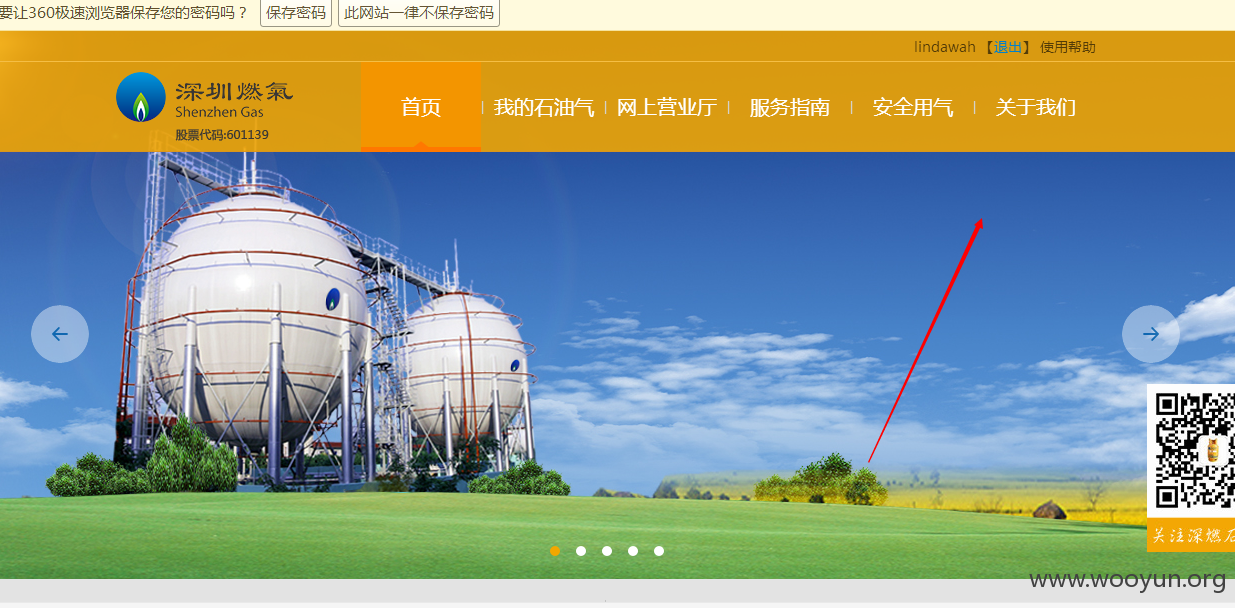 要让360极速浏览器保存您的密码吗？ 保存密码 此网站一律不保存密码
lindawah 【退出】 使用帮助
深圳燃氣
Shenzhen Gas
股票代码:601139
首页 我的石油气 网上营业厅 服务指南 安全用气 关于我们
关注深燃石
www.wooyun.org